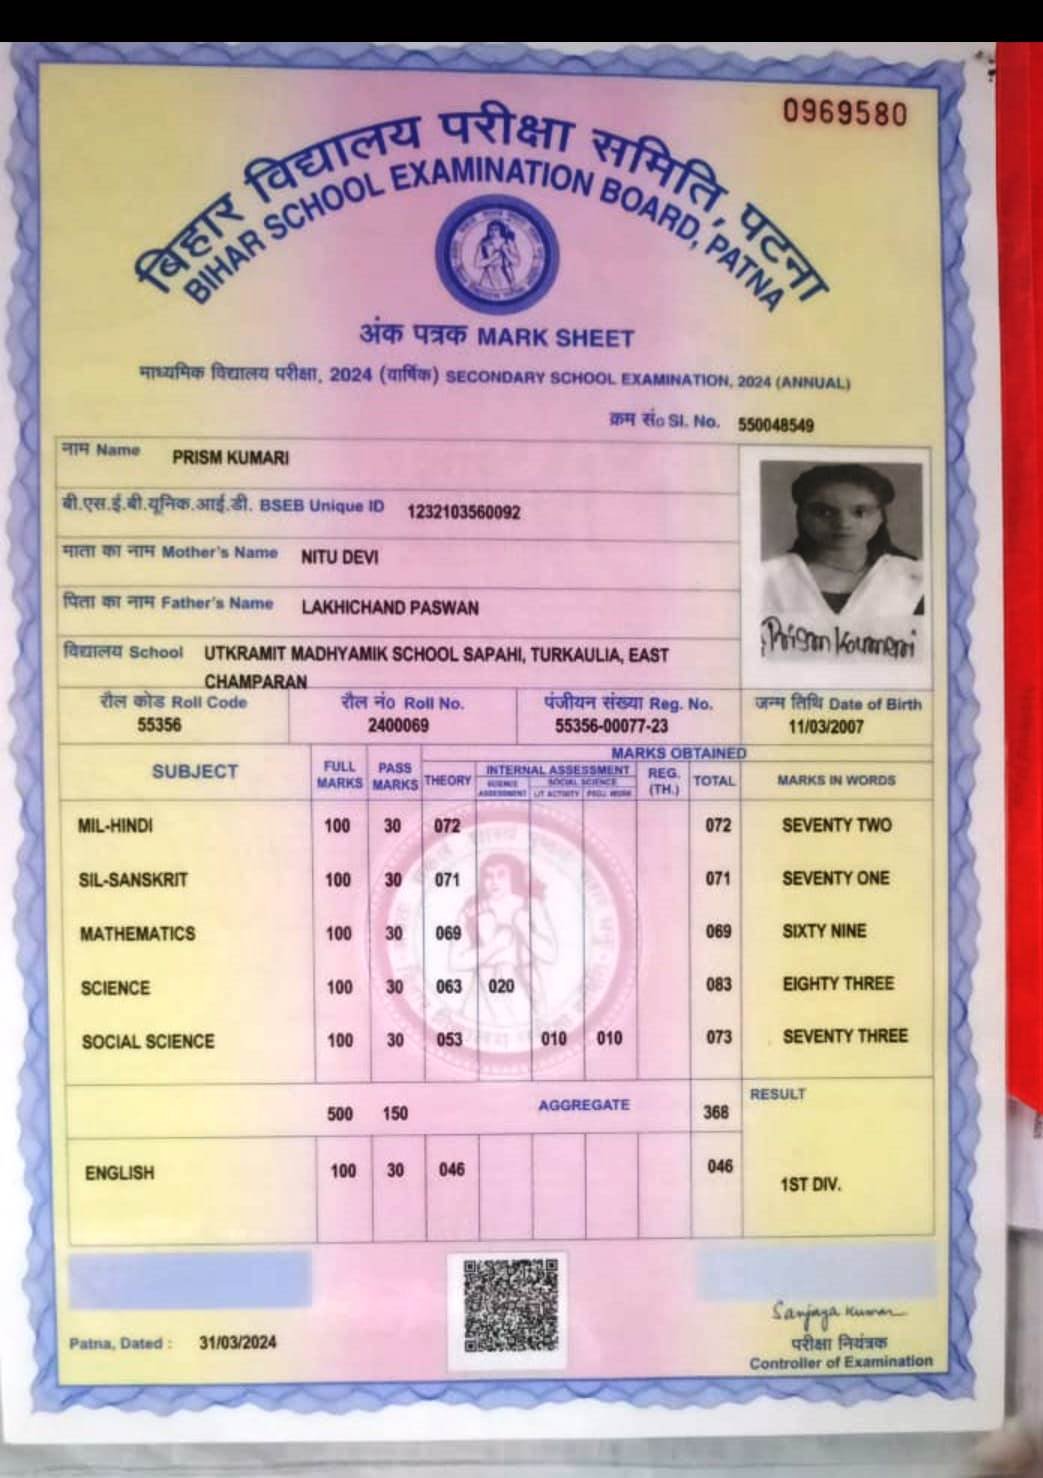 0969580
बिहार विद्यालय परीक्षा समिति, पटना
BIHAR SCHOOL EXAMINATION BOARD, PATNA
अंक पत्रक MARK SHEET
माध्यमिक विद्यालय परीक्षा, 2024 (वार्षिक) SECONDARY SCHOOL EXAMINATION, 2024 (ANNUAL)
क्रम सं० Sl. No. 550048549
नाम Name PRISM KUMARI
बी.एस.ई.बी.यूनिक.आई.डी. BSEB Unique ID 1232103560092
माता का नाम Mother's Name NITU DEVI
पिता का नाम Father's Name LAKHICHAND PASWAN
Prism Kumari
विद्यालय School UTKRAMIT MADHYAMIK SCHOOL SAPAHI, TURKAULIA, EAST
CHAMPARAN
रौल कोड Roll Code रौल नं० Roll No. पंजीयन संख्या Reg. No. जन्म तिथि Date of Birth
55356 2400069 55356-00077-23 11/03/2007
MARKS OBTAINED
SUBJECT FULL MARKS PASS MARKS THEORY INTERNAL ASSESSMENT REG. (TH.) TOTAL MARKS IN WORDS
SCIENCE ASSESSMENT SOCIAL SCIENCE LIT ACTIVITY PROJ. WORK
MIL-HINDI 100 30 072 072 SEVENTY TWO
SIL-SANSKRIT 100 30 071 071 SEVENTY ONE
MATHEMATICS 100 30 069 069 SIXTY NINE
SCIENCE 100 30 063 020 083 EIGHTY THREE
SOCIAL SCIENCE 100 30 053 010 010 073 SEVENTY THREE
500 150 AGGREGATE 368 RESULT
ENGLISH 100 30 046 046
1ST DIV.
Sanjaya Kumar
Patna, Dated : 31/03/2024
परीक्षा नियंत्रक
Controller of Examination